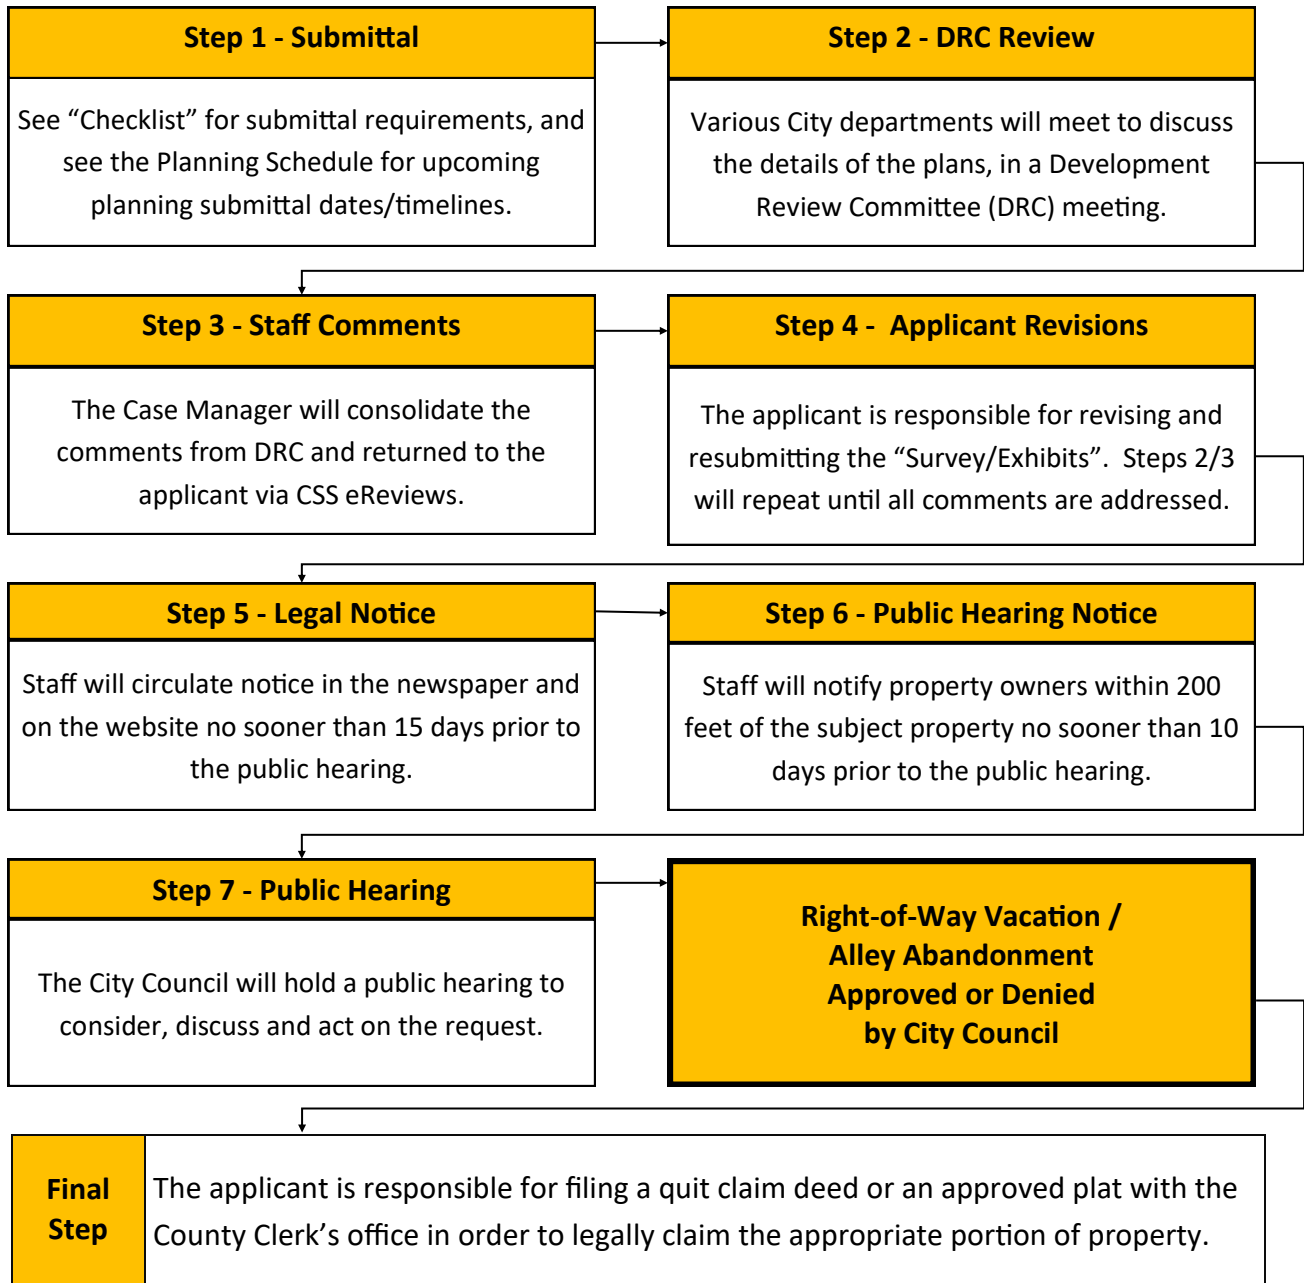 Step 1 - Submittal
See “Checklist” for submittal requirements, and
see the Planning Schedule for upcoming
planning submittal dates/timelines.
Step 2 - DRC Review
Various City departments will meet to discuss
the details of the plans, in a Development
Review Committee (DRC) meeting.
Step 3 - Staff Comments
The Case Manager will consolidate the
comments from DRC and returned to the
applicant via CSS eReviews.
Step 4 -  Applicant Revisions
The applicant is responsible for revising and
resubmitting the “Survey/Exhibits”.  Steps 2/3
will repeat until all comments are addressed.
Step 5 - Legal Notice
Staff will circulate notice in the newspaper and
on the website no sooner than 15 days prior to
the public hearing.
Step 6 - Public Hearing Notice
Staff will notify property owners within 200
feet of the subject property no sooner than 10
days prior to the public hearing.
Step 7 - Public Hearing
The City Council will hold a public hearing to
consider, discuss and act on the request.
Right-of-Way Vacation /
Alley Abandonment
Approved or Denied
by City Council
Final
Step
The applicant is responsible for filing a quit claim deed or an approved plat with the
County Clerk’s office in order to legally claim the appropriate portion of property.